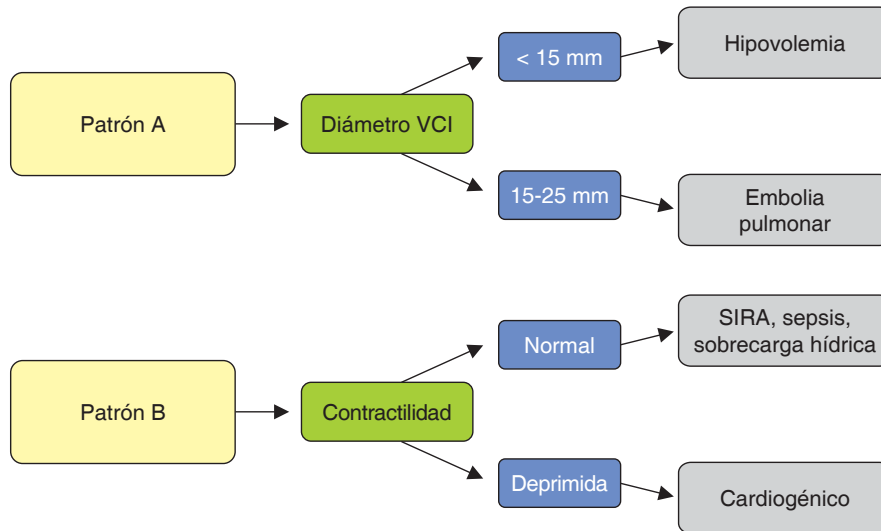 Patrón A
Diámetro VCI
< 15 mm
Hipovolemia
15-25 mm
Embolia
pulmonar
Patrón B
Contractilidad
Normal
SIRA, sepsis,
sobrecarga hídrica
Deprimida
Cardiogénico